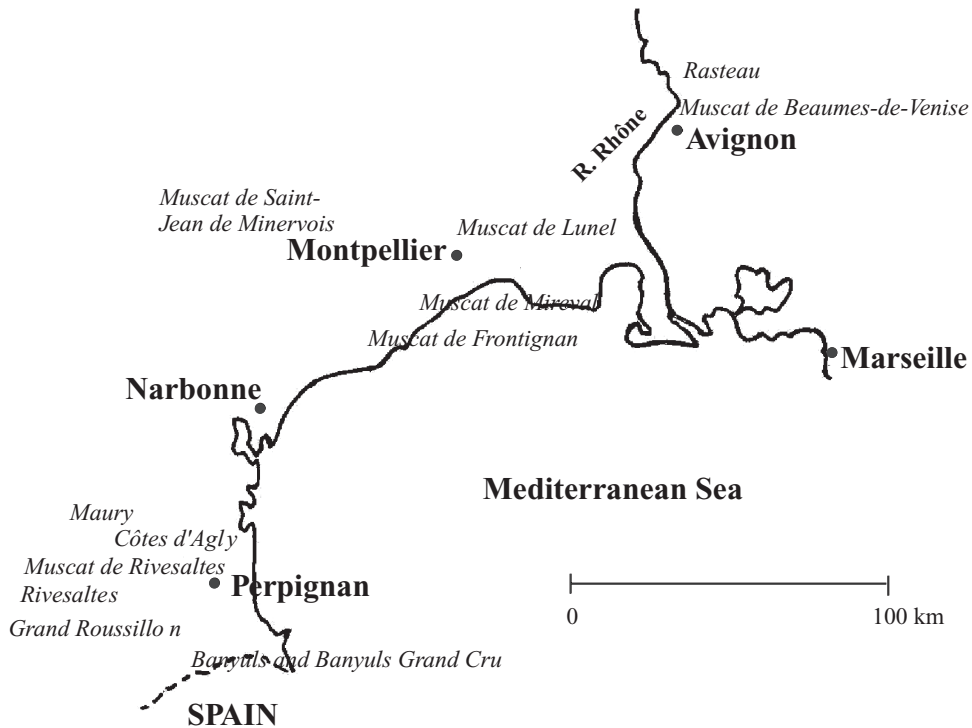 Rasteau
Muscat de Beaumes-de-Venise
Avignon
R. Rhône
Muscat de Saint-
Jean de Minervois
Muscat de Lunel
Montpellier
Muscat de Mireval
Muscat de Frontignan
Marseille
Narbonne
Mediterranean Sea
Maury
Côtes d'Agly
Muscat de Rivesaltes
Perpignan
Rivesaltes
0
100 km
Grand Roussillo n
Banyuls and Banyuls Grand Cru
SPAIN